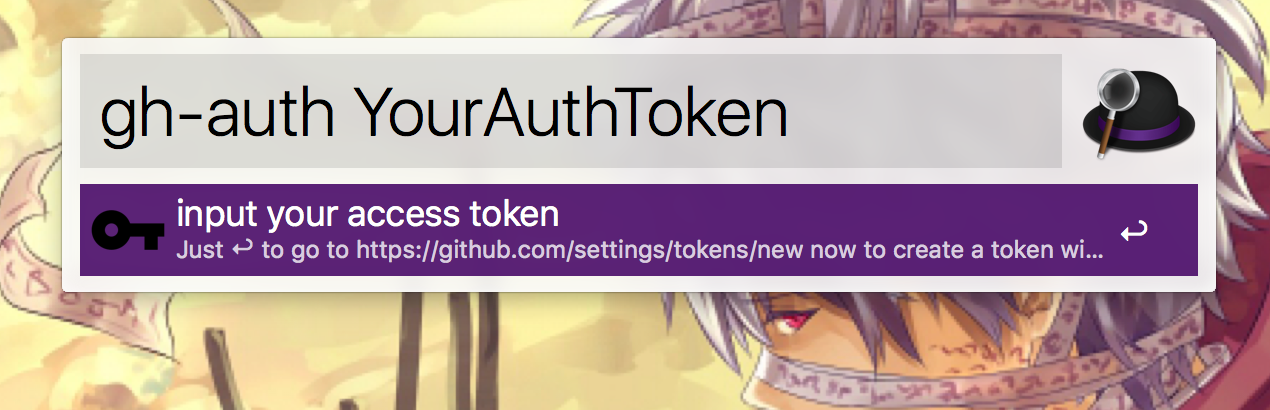 gh-auth YourAuthToken
input your access token
Just ↩ to go to https://github.com/settings/tokens/new now to create a token wi...
↩